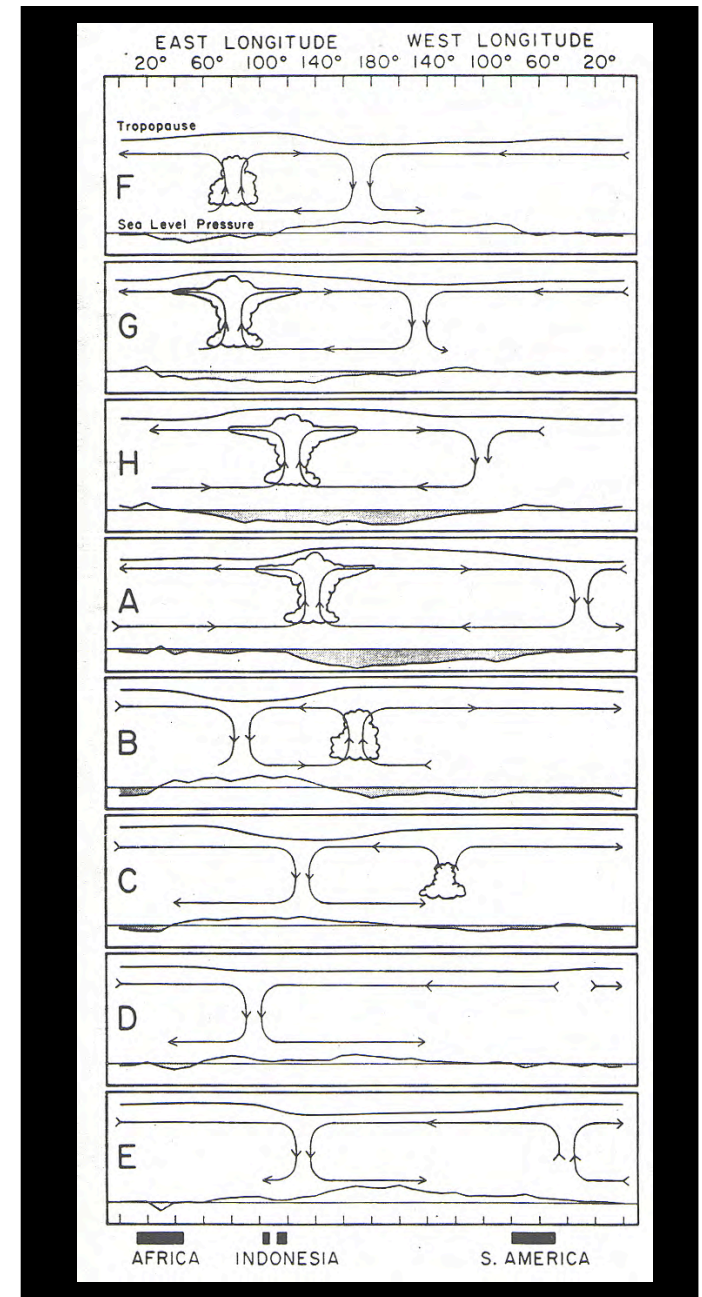 EAST LONGITUDE WEST LONGITUDE
20° 60° 100° 140° 180° 140° 100° 60° 20°
Tropopause
F
Sea Level Pressure
G
H
A
B
C
D
E
AFRICA INDONESIA S. AMERICA